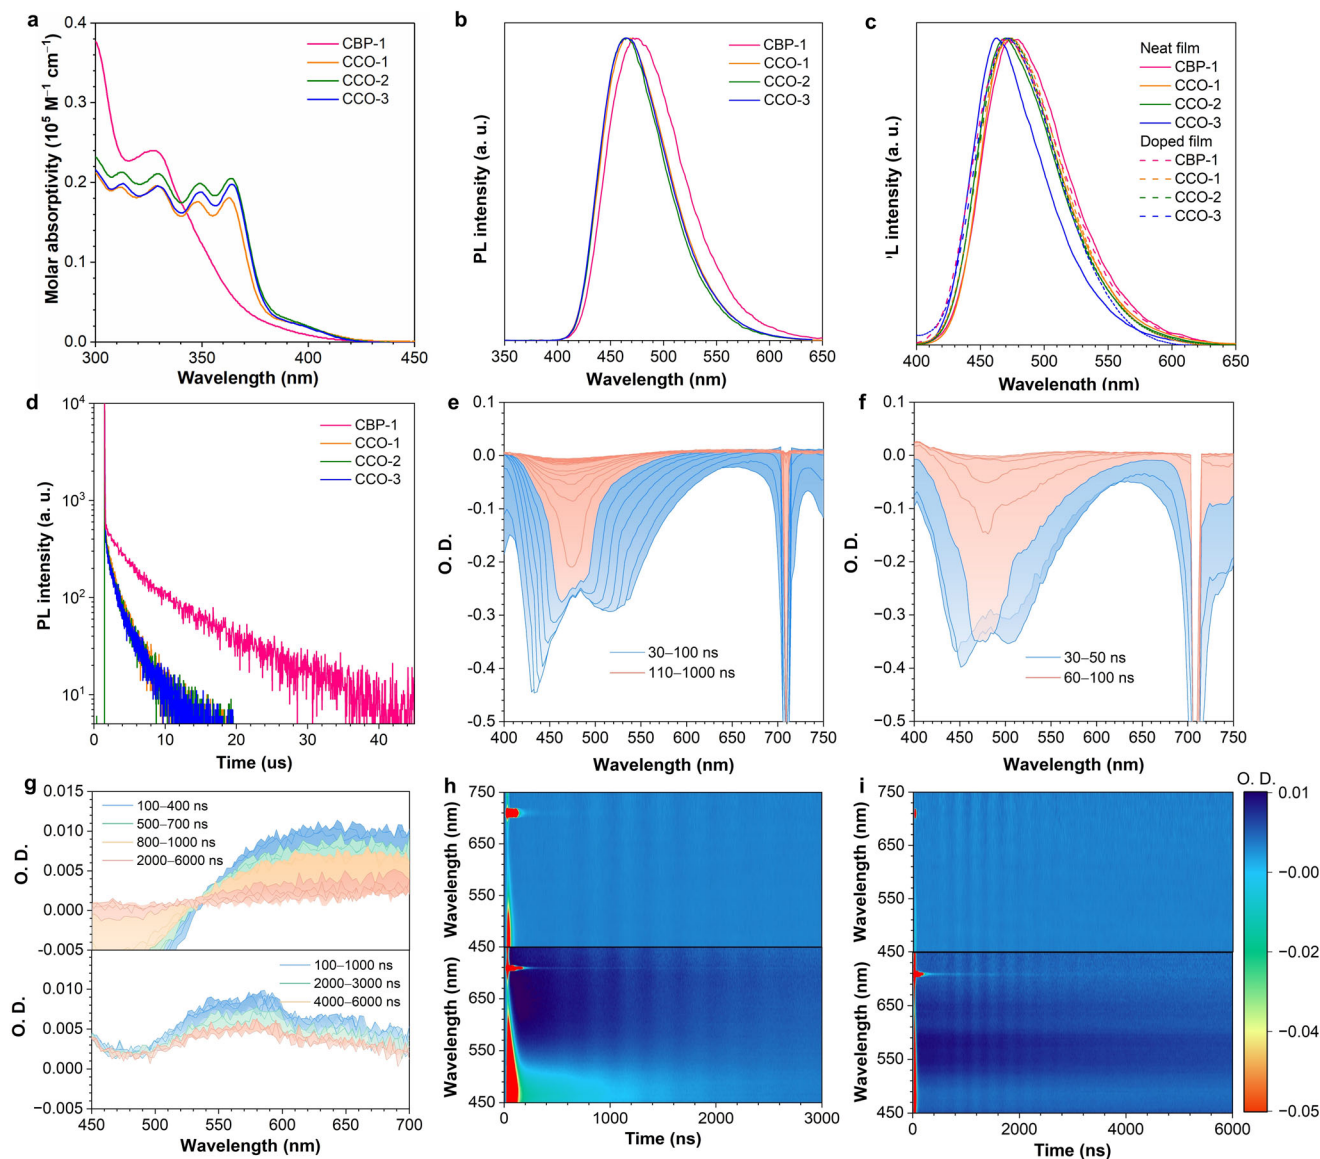 a
0.4
0.3
0.2
0.1
0.0
300
350
400
450
Molar absorptivity (10⁵ M⁻¹ cm⁻¹)
Wavelength (nm)
CBP-1
CCO-1
CCO-2
CCO-3
b
PL intensity (a. u.)
350
400
450
500
550
600
650
Wavelength (nm)
CBP-1
CCO-1
CCO-2
CCO-3
c
PL intensity (a. u.)
400
450
500
550
600
650
Wavelength (nm)
Neat film
CBP-1
CCO-1
CCO-2
CCO-3
Doped film
CBP-1
CCO-1
CCO-2
CCO-3
d
10⁴
10³
10²
10¹
0
20
40
PL intensity (a. u.)
Time (us)
CBP-1
CCO-1
CCO-2
CCO-3
e
0.1
0.0
−0.1
−0.2
−0.3
−0.4
−0.5
400
450
500
550
600
650
700
750
O. D.
Wavelength (nm)
30–100 ns
110–1000 ns
f
0.1
0.0
−0.1
−0.2
−0.3
−0.4
−0.5
400
450
500
550
600
650
700
750
O. D.
Wavelength (nm)
30–50 ns
60–100 ns
g
0.015
0.010
0.005
0.000
-0.005
O. D.
100–400 ns
500–700 ns
800–1000 ns
2000–6000 ns
0.010
0.005
0.000
−0.005
O. D.
100–1000 ns
2000–3000 ns
4000–6000 ns
450
500
550
600
650
700
Wavelength (nm)
h
750
650
550
450
Wavelength (nm)
650
550
450
Wavelength (nm)
0
1000
2000
3000
Time (ns)
i
750
650
550
450
Wavelength (nm)
650
550
450
Wavelength (nm)
0
2000
4000
6000
Time (ns)
O. D.
0.01
−0.00
−0.02
−0.04
−0.05